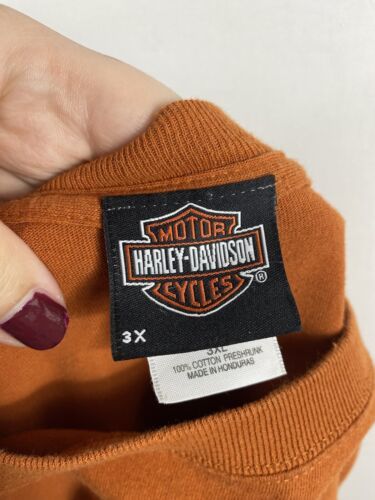 MOTOR
HARLEY-DAVIDSON
CYCLES
®
3X
3XL
100% COTTON PRESHRUNK
MADE IN HONDURAS